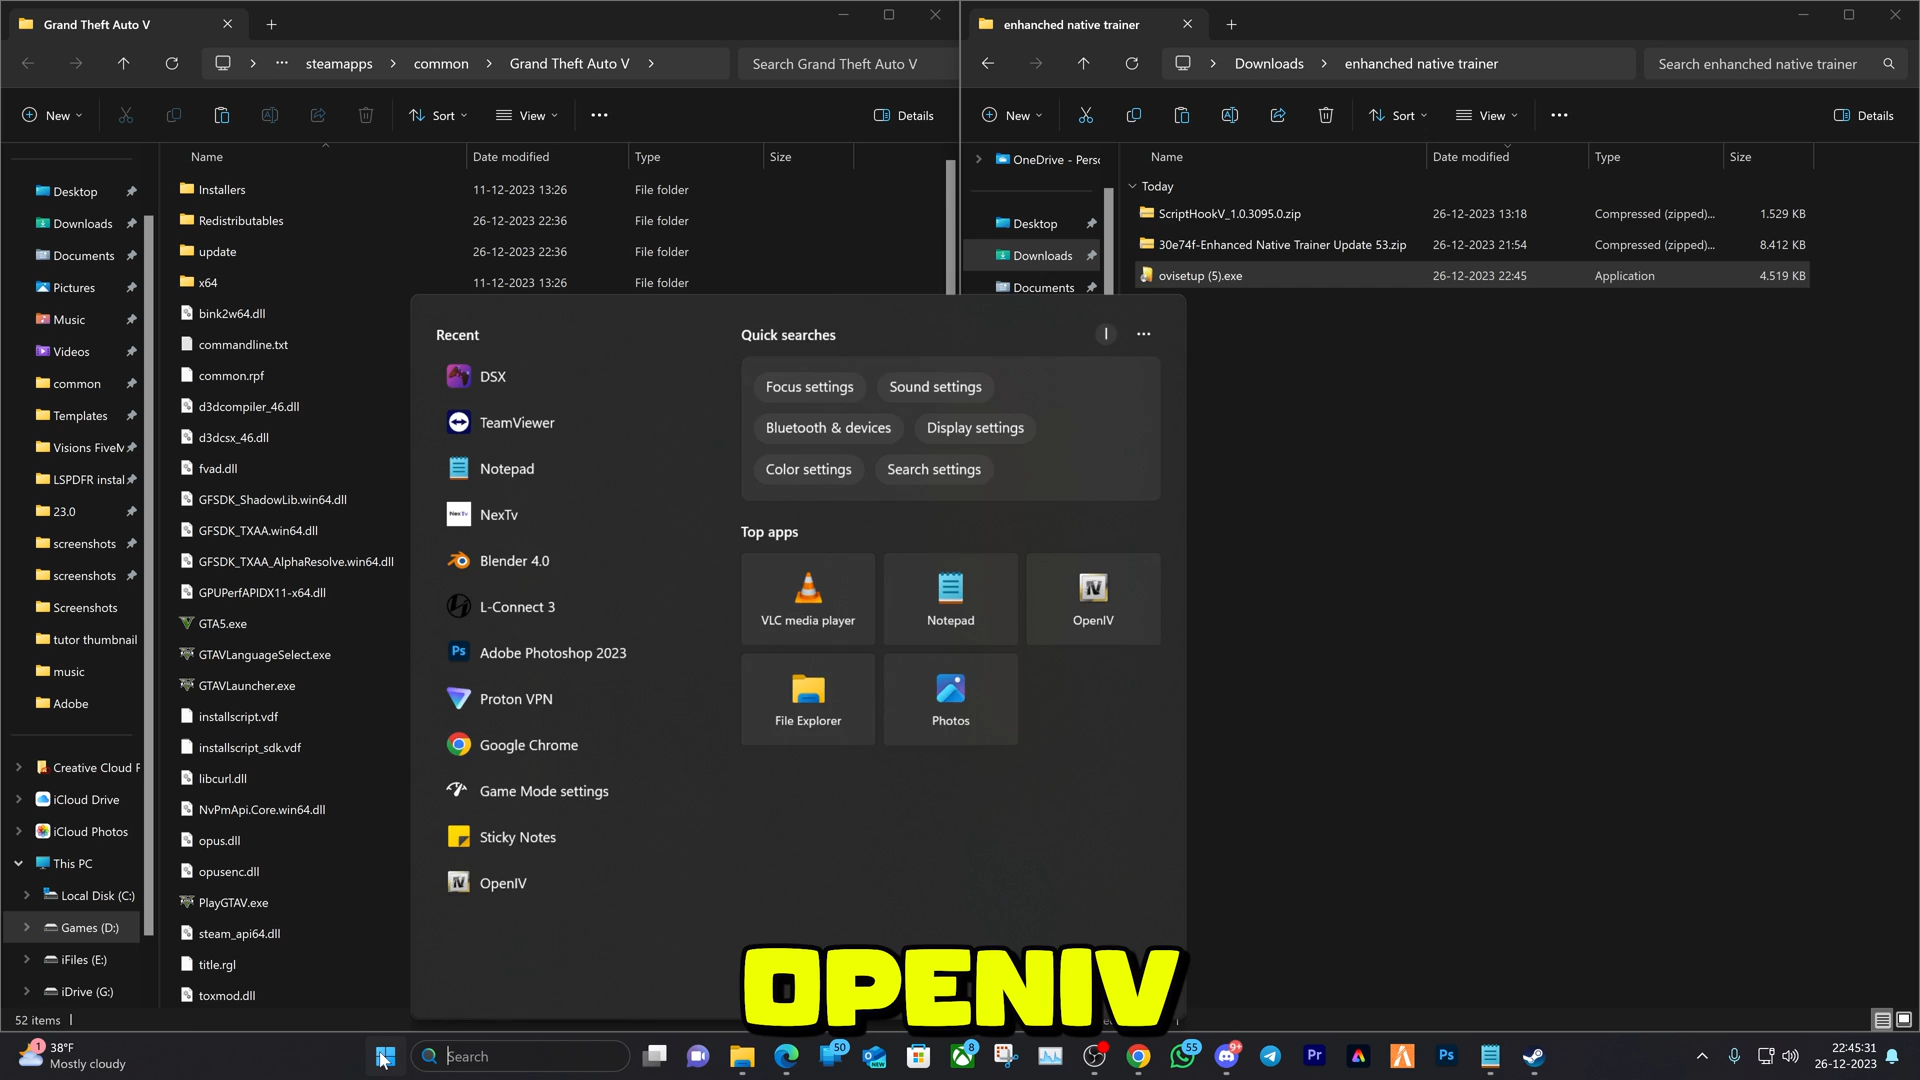 Grand Theft Auto V
steamapps
common
Grand Theft Auto V
Search Grand Theft Auto V
New
Sort
View
Details
Name
Date modified
Type
Size
Desktop
Downloads
Documents
Pictures
Music
Videos
common
Templates
Visions FiveM
LSPDFR instal
23.0
screenshots
screenshots
Screenshots
tutor thumbnail
music
Adobe
Creative Cloud F
iCloud Drive
iCloud Photos
This PC
Local Disk (C:)
Games (D:)
iFiles (E:)
iDrive (G:)
52 items
Installers 11-12-2023 13:26 File folder
Redistributables 26-12-2023 22:36 File folder
update 26-12-2023 22:36 File folder
x64 11-12-2023 13:26 File folder
bink2w64.dll
commandline.txt
common.rpf
d3dcompiler_46.dll
d3dcsx_46.dll
fvad.dll
GFSDK_ShadowLib.win64.dll
GFSDK_TXAA.win64.dll
GFSDK_TXAA_AlphaResolve.win64.dll
GPUPerfAPIDX11-x64.dll
GTA5.exe
GTAVLanguageSelect.exe
GTAVLauncher.exe
installscript.vdf
installscript_sdk.vdf
libcurl.dll
NvPmApi.Core.win64.dll
opus.dll
opusenc.dll
PlayGTAV.exe
steam_api64.dll
title.rgl
toxmod.dll
enhanched native trainer
Downloads
enhanched native trainer
Search enhanched native trainer
New
Sort
View
Details
Name
Date modified
Type
Size
OneDrive - Perso
Desktop
Downloads
Documents
Today
ScriptHookV_1.0.3095.0.zip 26-12-2023 13:18 Compressed (zipped)... 1.529 KB
30e74f-Enhanced Native Trainer Update 53.zip 26-12-2023 21:54 Compressed (zipped)... 8.412 KB
ovisetup (5).exe 26-12-2023 22:45 Application 4.519 KB
Recent
DSX
TeamViewer
Notepad
NexTv
Blender 4.0
L-Connect 3
Adobe Photoshop 2023
Proton VPN
Google Chrome
Game Mode settings
Sticky Notes
OpenIV
Quick searches
I
Focus settings
Sound settings
Bluetooth & devices
Display settings
Color settings
Search settings
Top apps
VLC media player
Notepad
OpenIV
File Explorer
Photos
OPENIV
1
38°F
Mostly cloudy
Search
50
8
55
9+
Pr
Ps
22:45:31
26-12-2023